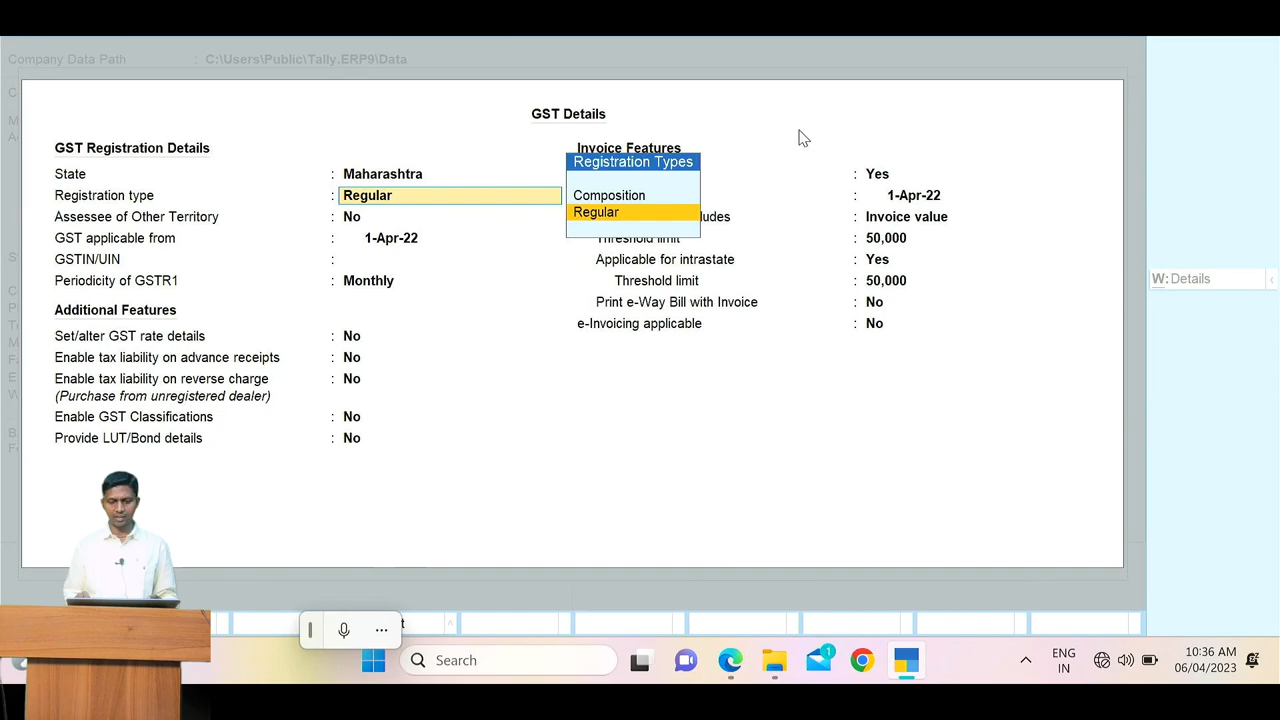 Company Data Path : C:\Users\Public\Tally.ERP9\Data
GST Details
GST Registration Details
State : Maharashtra
Registration type : Regular
Assessee of Other Territory : No
GST applicable from : 1-Apr-22
GSTIN/UIN :
Periodicity of GSTR1 : Monthly
Additional Features
Set/alter GST rate details : No
Enable tax liability on advance receipts : No
Enable tax liability on reverse charge : No
(Purchase from unregistered dealer)
Enable GST Classifications : No
Provide LUT/Bond details : No
Invoice Features
Registration Types
Composition
Regular
: Yes
: 1-Apr-22
: Invoice value
Threshold limit : 50,000
Applicable for intrastate : Yes
Threshold limit : 50,000
Print e-Way Bill with Invoice : No
e-Invoicing applicable : No
W: Details
Search
1
ENG
IN
10:36 AM
06/04/2023